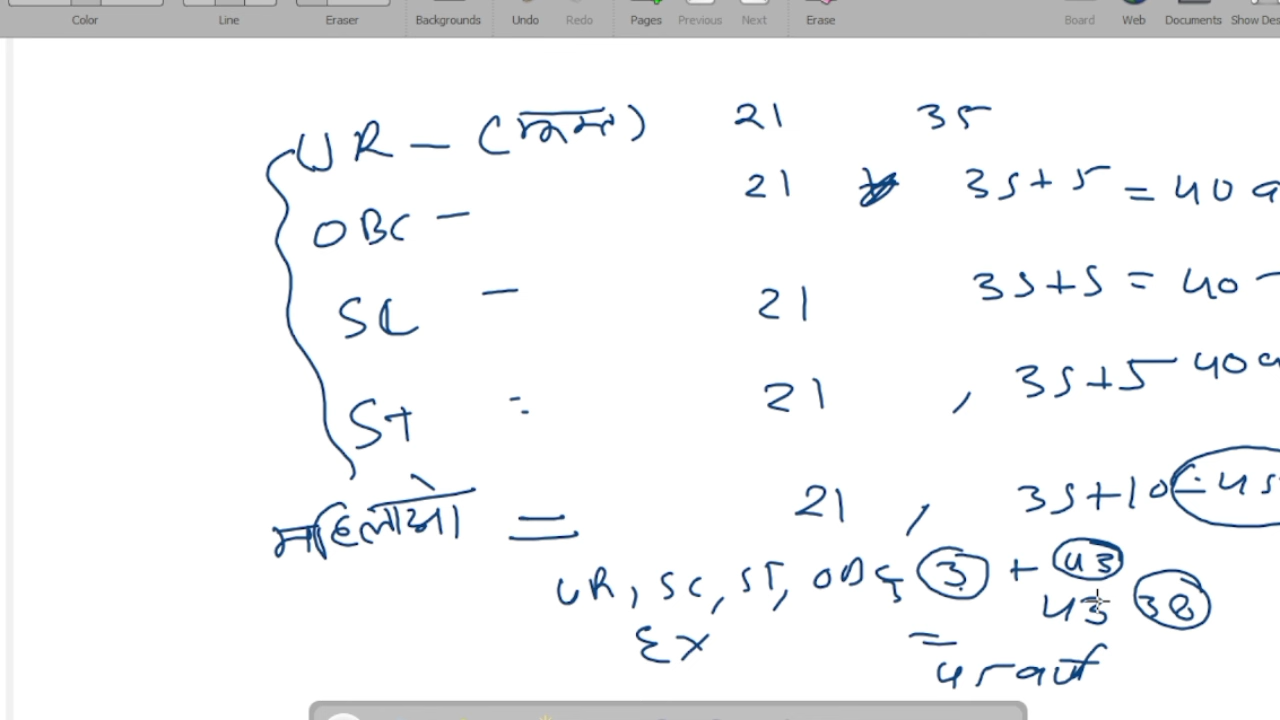 Color Line Eraser Backgrounds Undo Redo Pages Previous Next Erase Board Web Documents Show Des
UR - ( ) 21 35
OBC - 21 35+5 = 40
SC - 21 35+5 = 40
ST 21 , 35+5 40
महिलाओ = 21 , 35+10 = 45
UR, SC, ST, OBC, 3 + 43
43 38
EX = 45 वर्ष